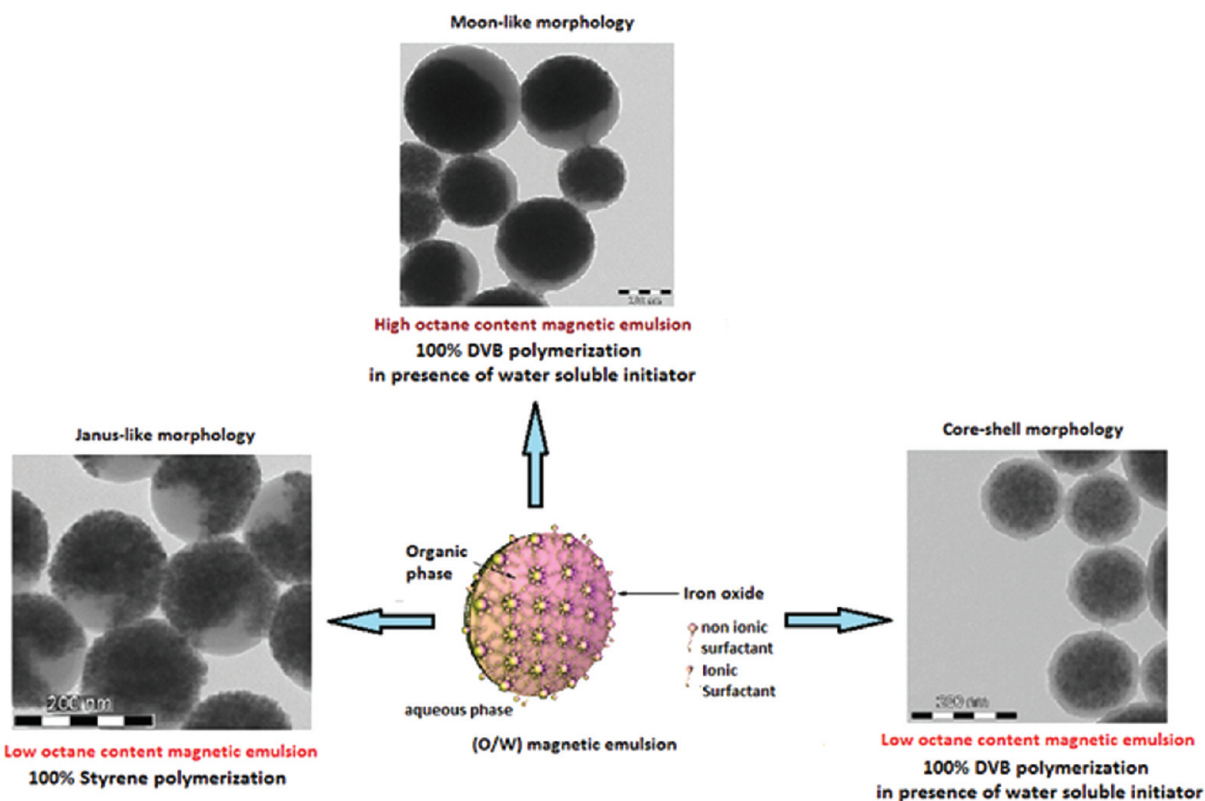 Moon-like morphology
High octane content magnetic emulsion
100% DVB polymerization
in presence of water soluble initiator
Janus-like morphology
200 nm
Low octane content magnetic emulsion
100% Styrene polymerization
Organic
phase
Iron oxide
non ionic
surfactant
Ionic
Surfactant
aqueous phase
(O/W) magnetic emulsion
Core-shell morphology
200 nm
Low octane content magnetic emulsion
100% DVB polymerization
in presence of water soluble initiator